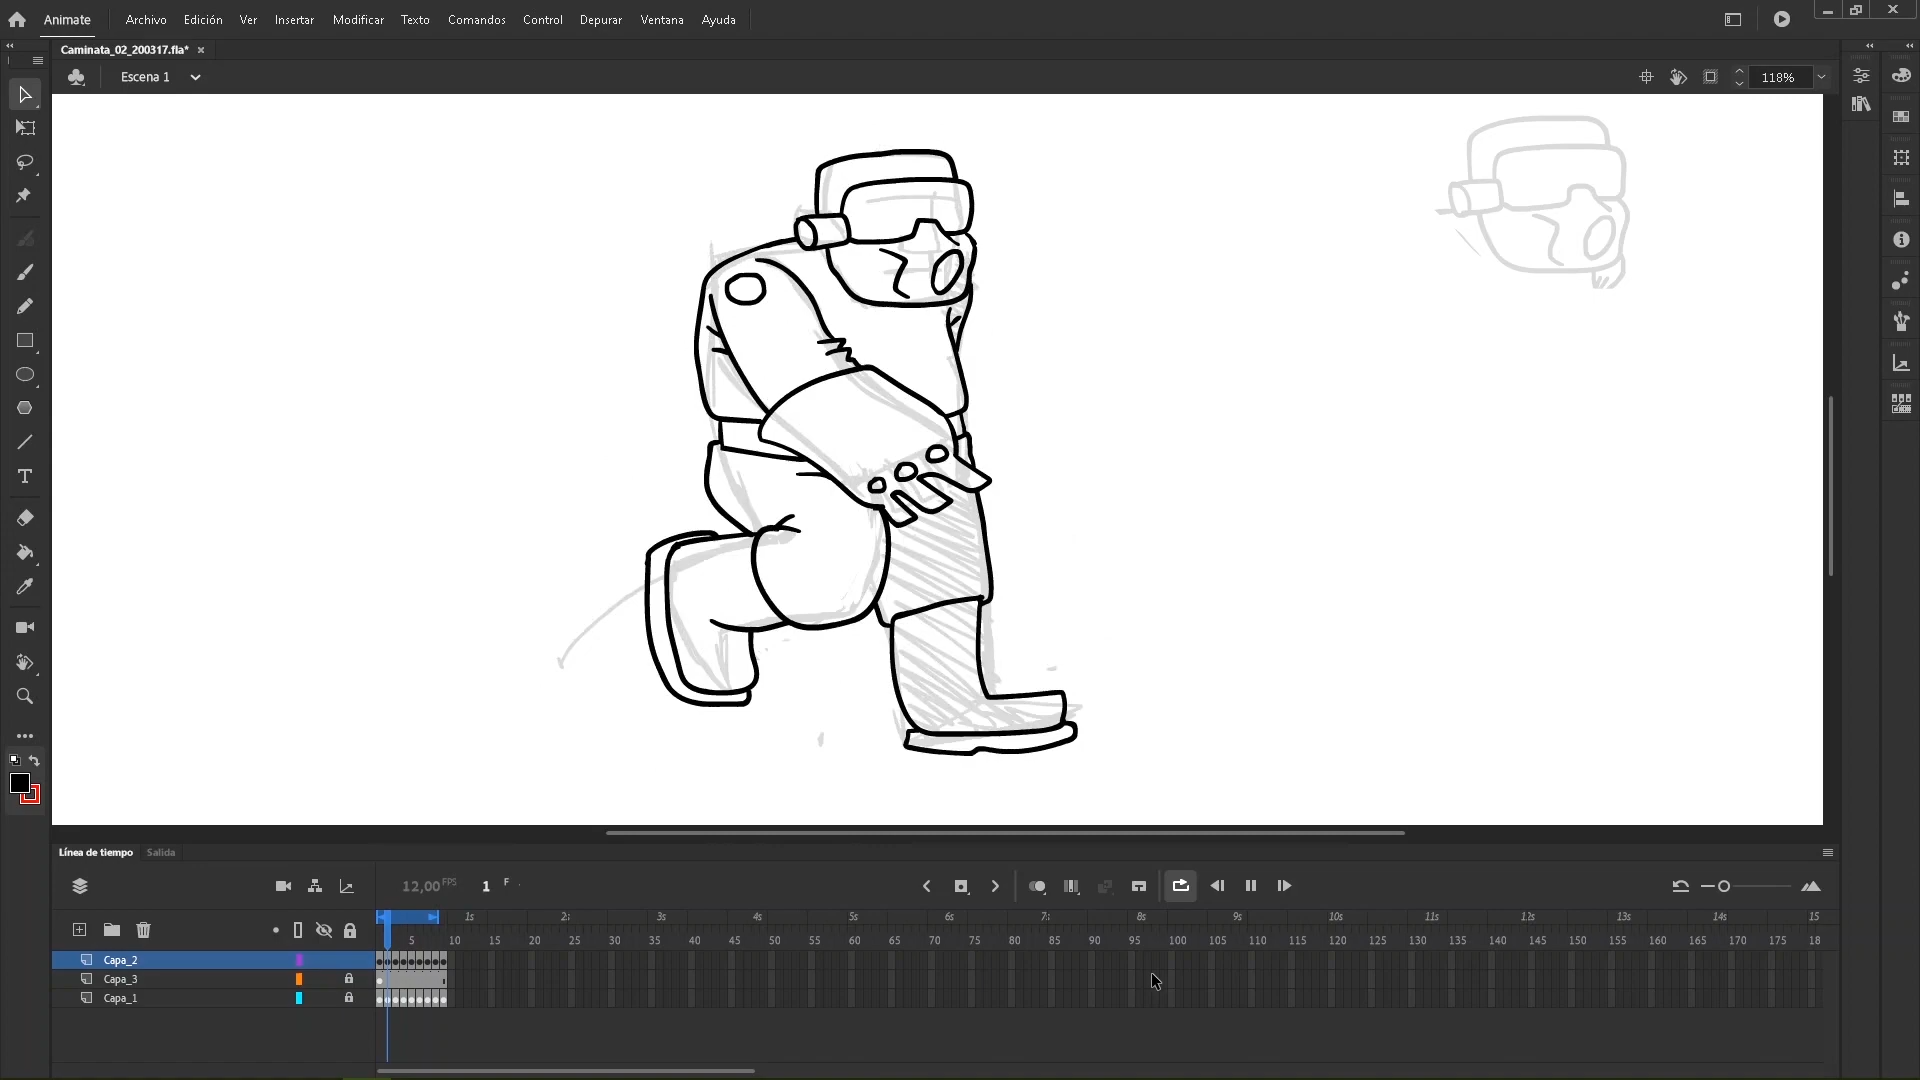 Animate Archivo Edición Ver Insertar Modificar Texto Comandos Control Depurar Ventana Ayuda
Caminata_02_200317.fla*
Escena 1
118%
Línea de tiempo Salida
12,00 FPS 1 F
1s 3s 4s 5s 6s 8s 9s 10s 11s 12s 13s 14s 15
5 10 15 20 25 30 35 40 45 50 55 60 65 70 75 80 85 90 95 100 105 110 115 120 125 130 135 140 145 150 155 160 165 170 175 18
Capa_2
Capa_3
Capa_1